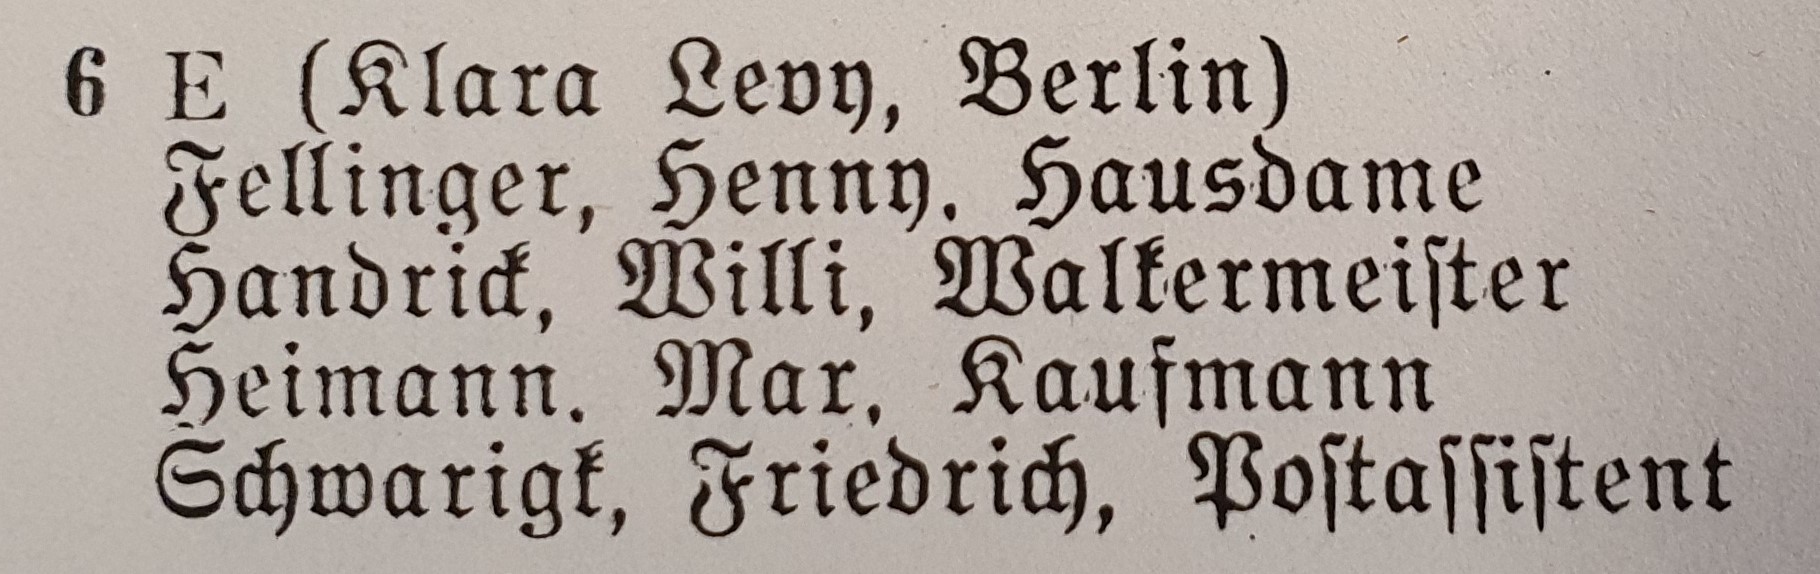 6 E (Klara Levy, Berlin)
Fellinger, Henny, Hausdame
Handrick, Willi, Walkermeister
Heimann, Max, Kaufmann
Schwarigk, Friedrich, Postassistent